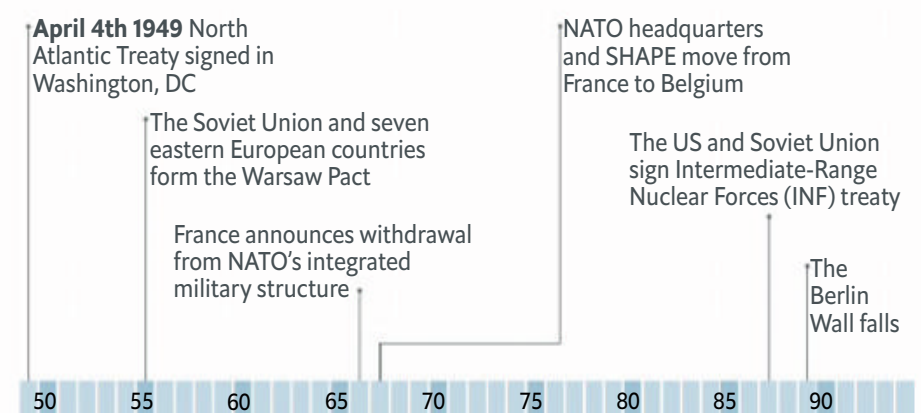 April 4th 1949 North
Atlantic Treaty signed in
Washington, DC
The Soviet Union and seven
eastern European countries
form the Warsaw Pact
France announces withdrawal
from NATO’s integrated
military structure
NATO headquarters
and SHAPE move from
France to Belgium
The US and Soviet Union
sign Intermediate-Range
Nuclear Forces (INF) treaty
The
Berlin
Wall falls
50 55 60 65 70 75 80 85 90